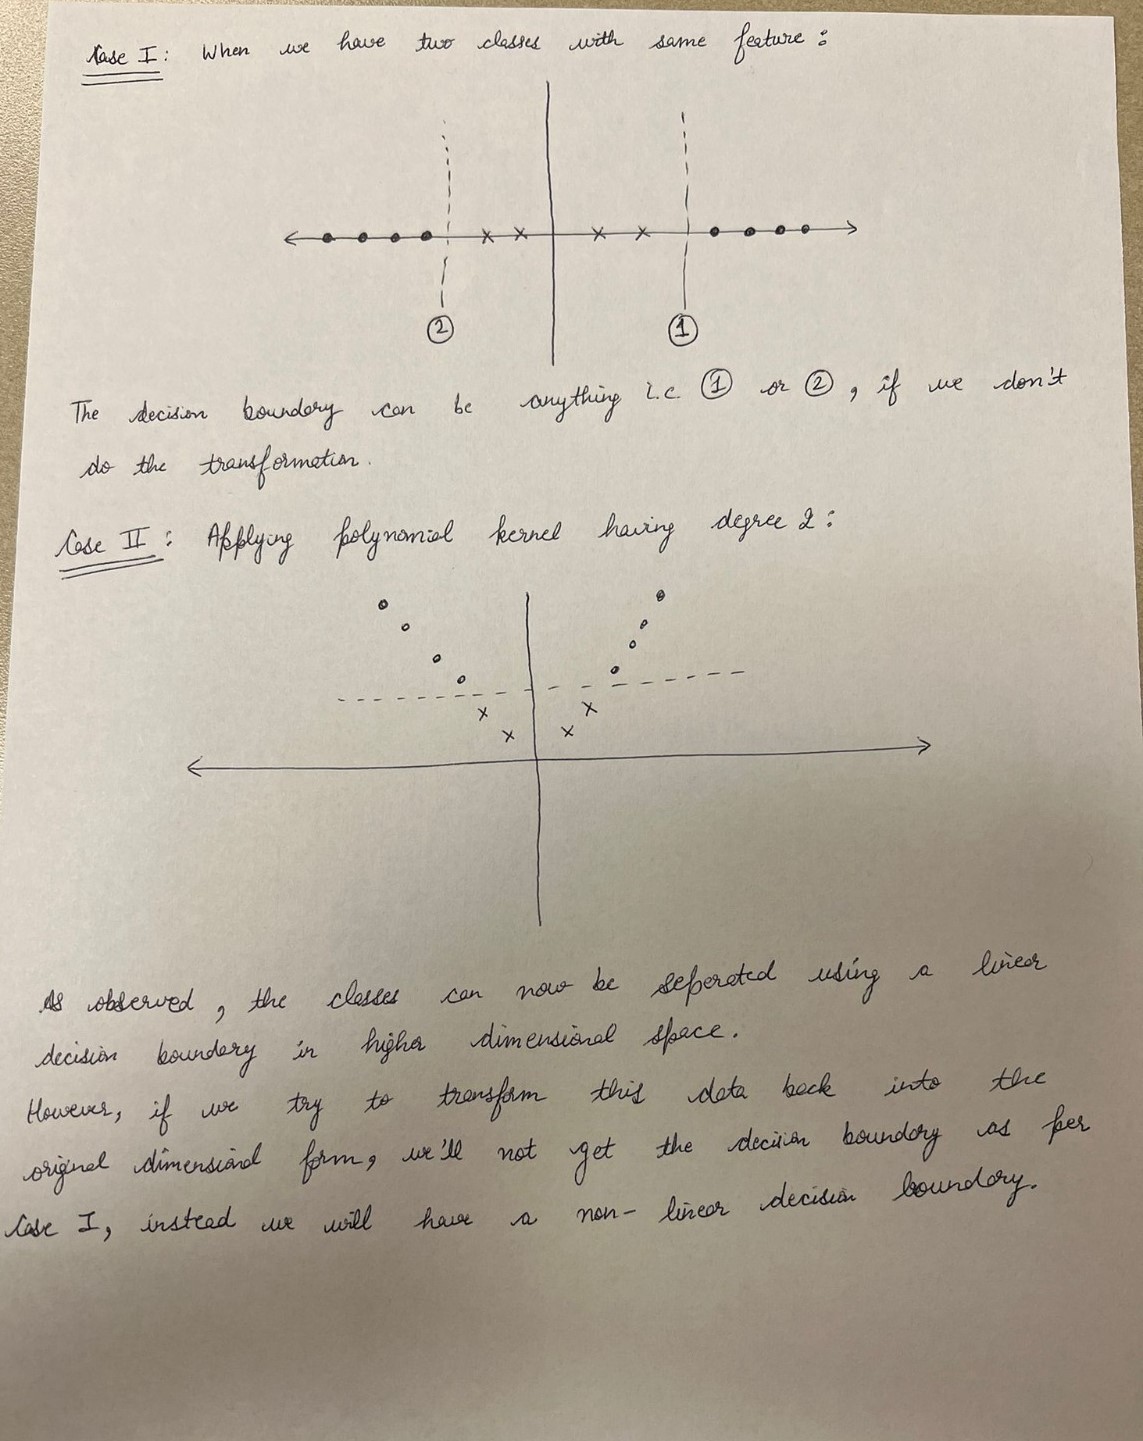 Case I: When we have two classes with same feature:
2
1
The decision boundary can be anything i.e 1 or 2, if we don't
do the transformation.
Case II: Applying polynomial kernel having degree 2:
As observed, the classes can now be seperated using a linear
decision boundary in higher dimensional space.
However, if we try to transform this data back into the
original dimensional form, we'll not get the decision boundary as per
Case I, instead we will have a non-linear decision boundary.